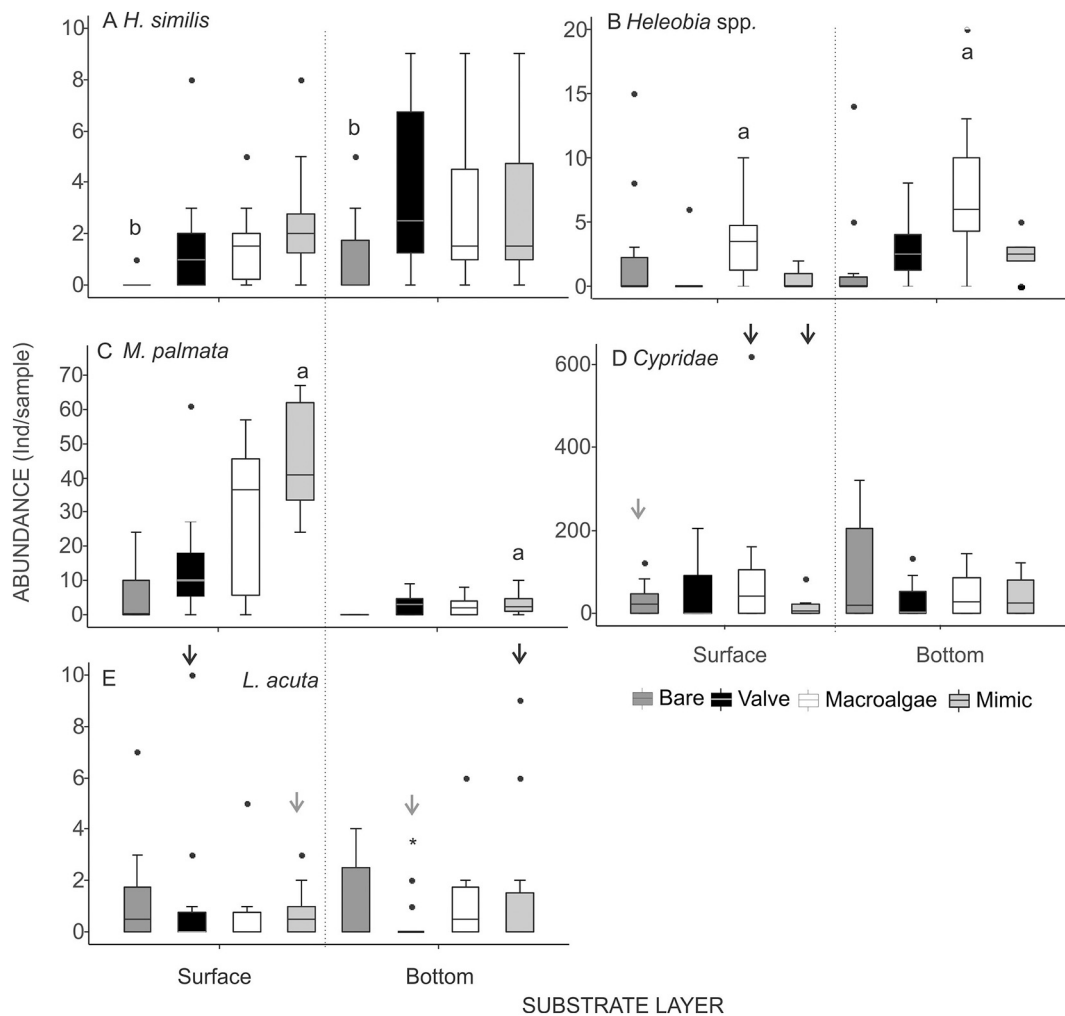 A H. similis
10
8
6
4
2
0
b
b
B Heleobia spp.
20
15
10
5
0
a
a
C M. palmata
70
60
50
40
30
20
10
0
a
a
D Cypridae
600
400
200
0
Surface Bottom
Bare Valve Macroalgae Mimic
E L. acuta
10
8
6
4
2
0
*
Surface Bottom
ABUNDANCE (Ind/sample)
SUBSTRATE LAYER